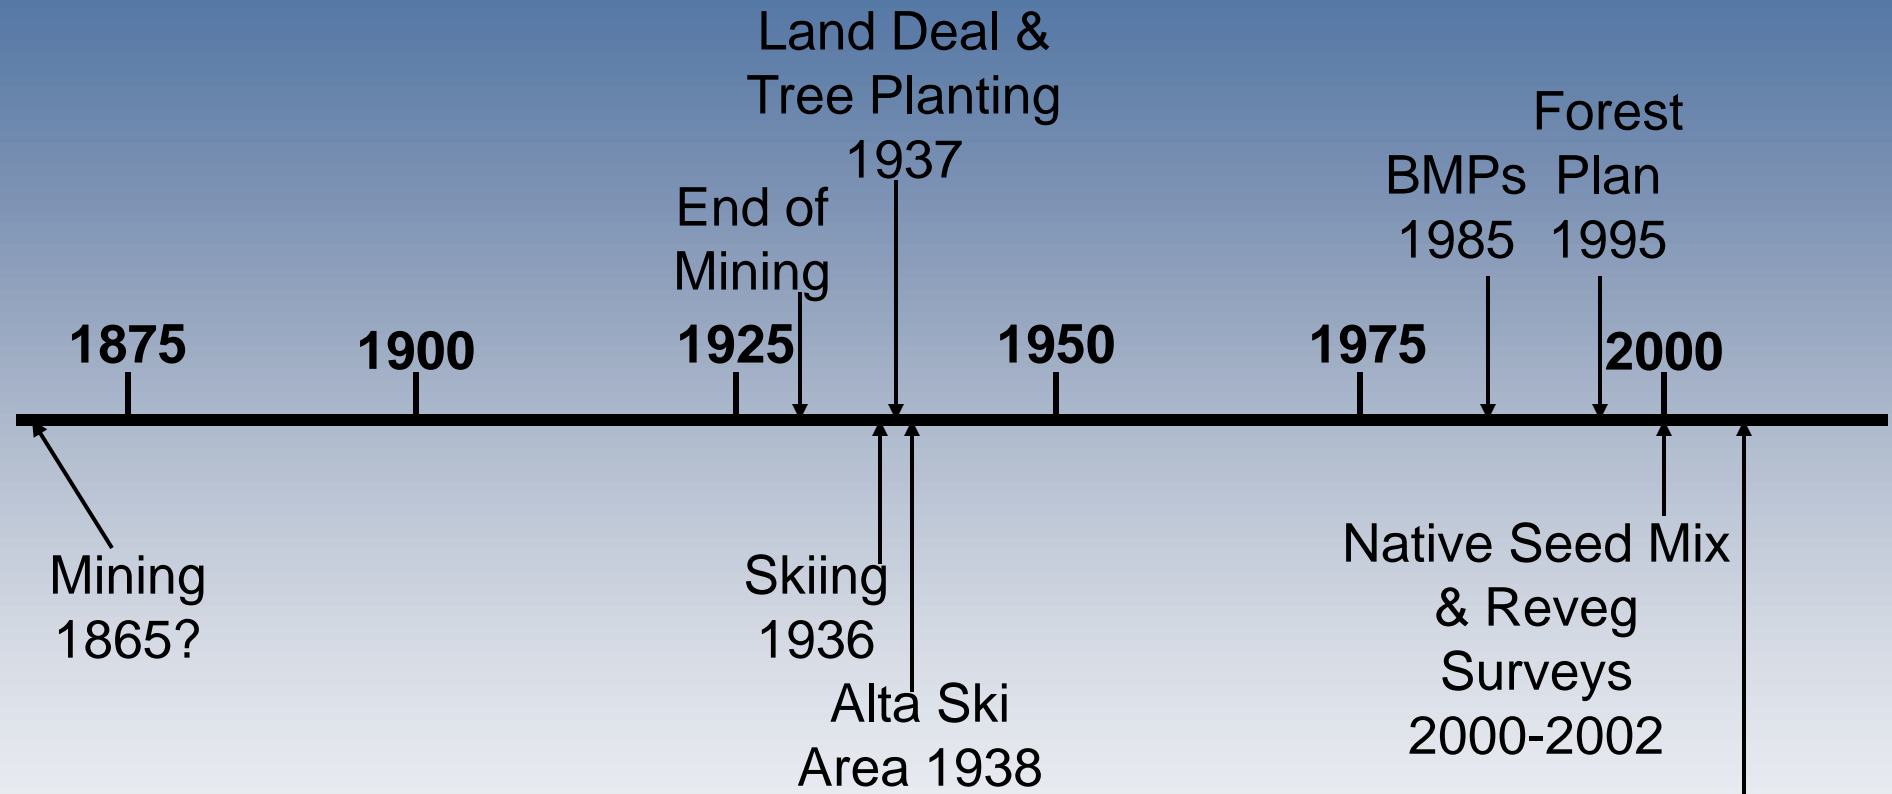 Land Deal &
Tree Planting
1937
End of
Mining
BMPs
1985
Forest
Plan
1995
1875
1900
1925
1950
1975
2000
Mining
1865?
Skiing
1936
Alta Ski
Area 1938
Native Seed Mix
& Reveg
Surveys
2000-2002